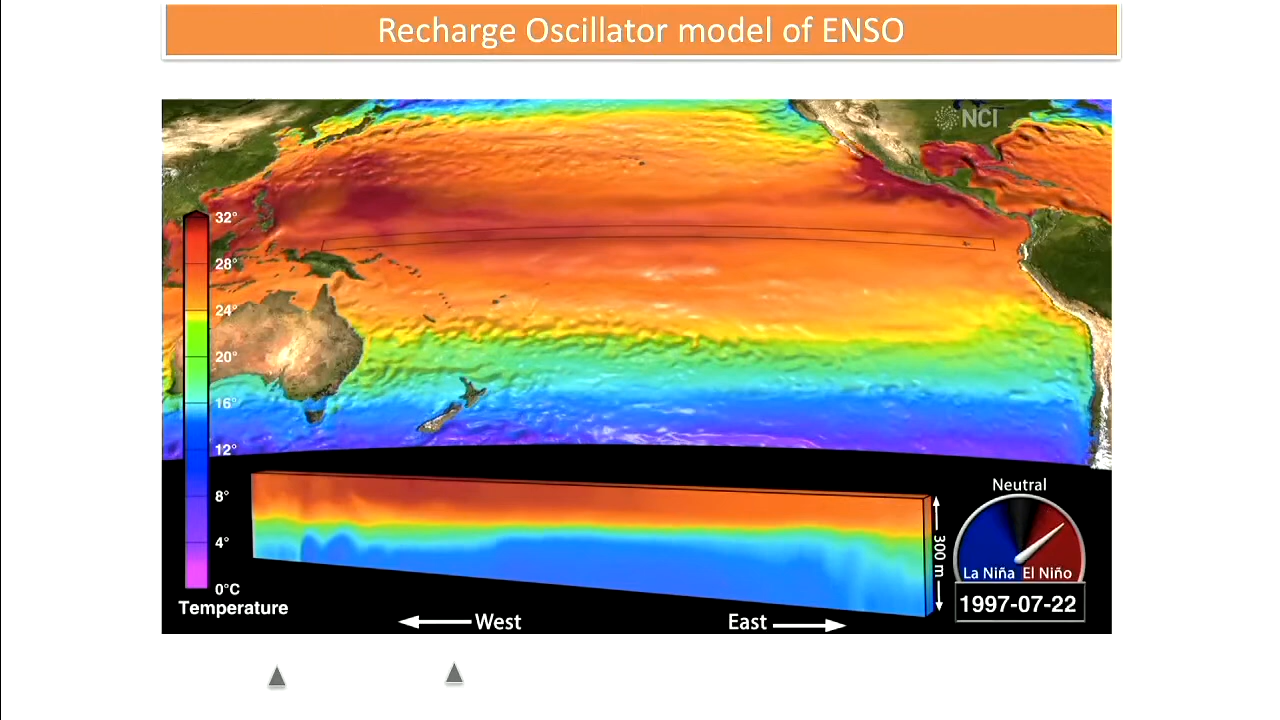 Recharge Oscillator model of ENSO
NCI
32°
28°
24°
20°
16°
12°
8°
4°
0°C
Temperature
West
East
300 m
Neutral
La Niña El Niño
1997-07-22